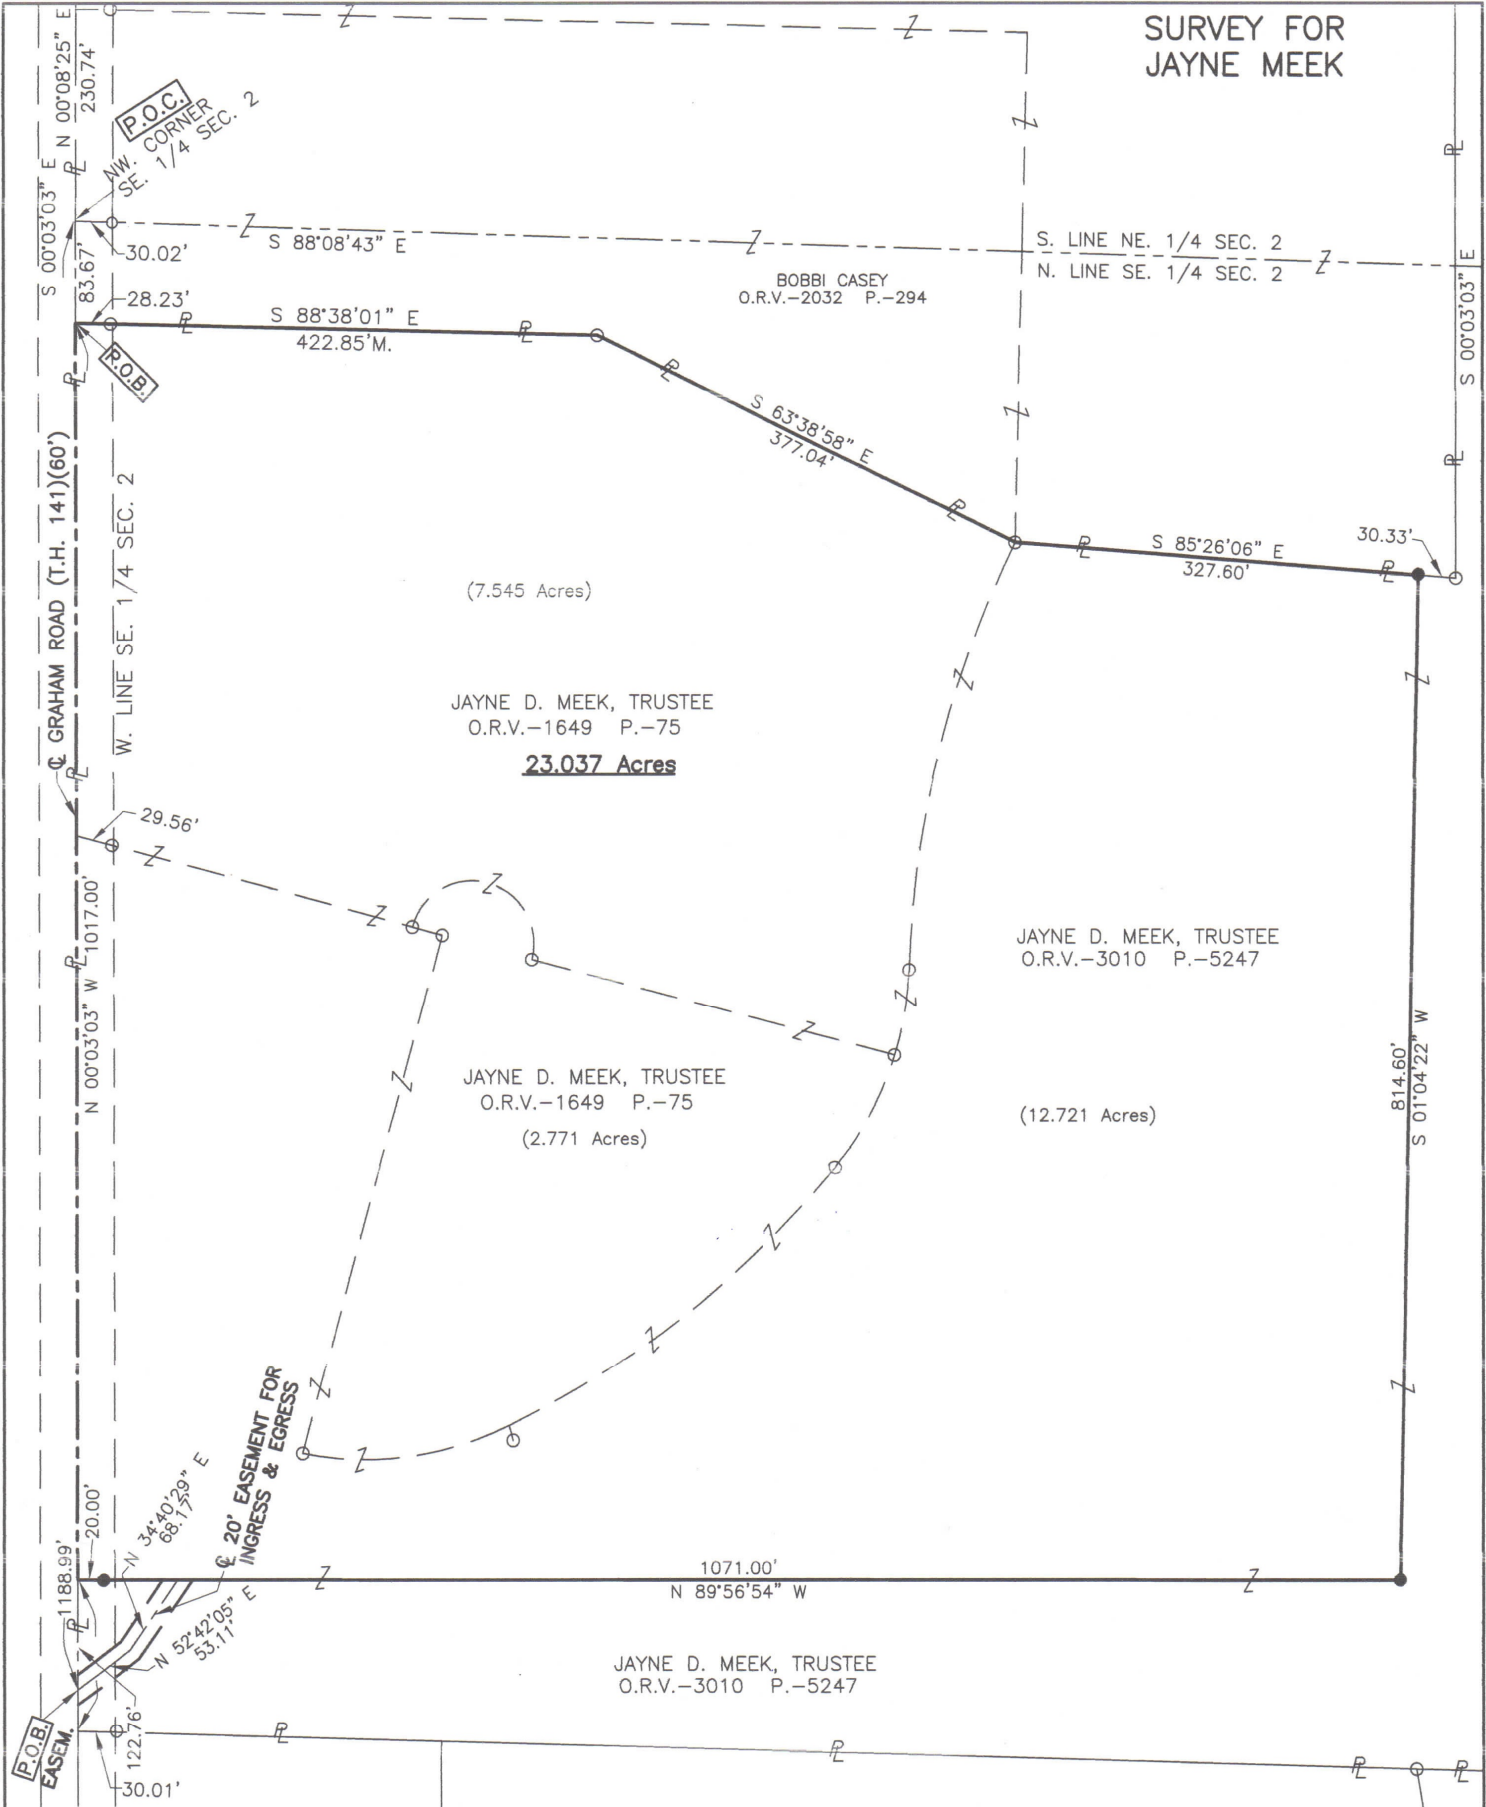 SURVEY FOR
JAYNE MEEK
N 00°08'25" E
230.74'
P.O.C.
NW. CORNER
SE. 1/4 SEC. 2
S 00°03'03" E
83.67'
30.02'
S 88°08'43" E
S. LINE NE. 1/4 SEC. 2
N. LINE SE. 1/4 SEC. 2
BOBBI CASEY
O.R.V.-2032 P.-294
S 00°03'03" E
28.23'
S 88°38'01" E
422.85'M.
P.O.B.
S 63°38'58" E
377.04'
S 85°26'06" E
327.60'
30.33'
℄ GRAHAM ROAD (T.H. 141)(60')
W. LINE SE. 1/4 SEC. 2
(7.545 Acres)
JAYNE D. MEEK, TRUSTEE
O.R.V.-1649 P.-75
23.037 Acres
29.56'
N 00°03'03" W 1017.00'
JAYNE D. MEEK, TRUSTEE
O.R.V.-3010 P.-5247
JAYNE D. MEEK, TRUSTEE
O.R.V.-1649 P.-75
(2.771 Acres)
(12.721 Acres)
814.60'
S 01°04'22" W
℄ 20' EASEMENT FOR
INGRESS & EGRESS
N 34°40'29" E
68.17'
20.00'
1188.99'
1071.00'
N 89°56'54" W
N 52°42'05" E
53.11'
JAYNE D. MEEK, TRUSTEE
O.R.V.-3010 P.-5247
P.O.B.
EASEM.
122.76'
30.01'